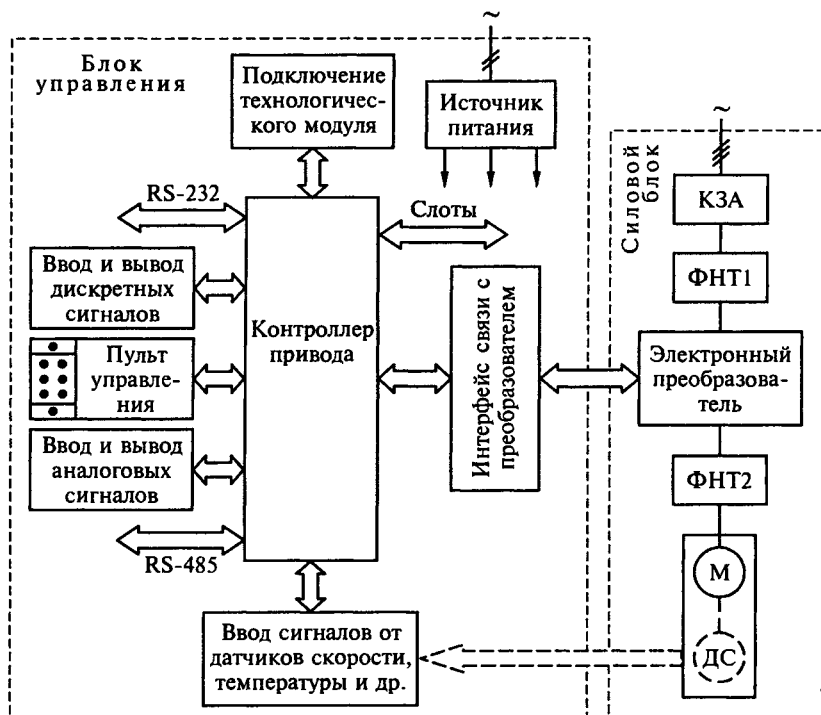 Блок
управления
Подключение
технологичес-
кого модуля
~
Источник
питания
RS-232
Слоты
Ввод и вывод
дискретных
сигналов
Пульт
управле-
ния
Ввод и вывод
аналоговых
сигналов
RS-485
Контроллер
привода
Интерфейс связи с
преобразователем
Ввод сигналов от
датчиков скорости,
температуры и др.
Силовой
блок
~
КЗА
ФНТ1
Электронный
преобразова-
тель
ФНТ2
М
ДС